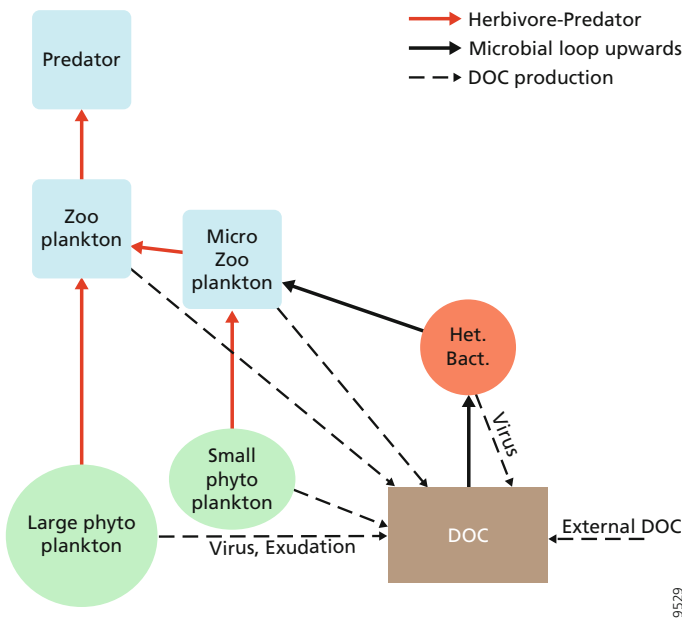 Herbivore-Predator
Microbial loop upwards
DOC production
Predator
Zoo
plankton
Micro
Zoo
plankton
Het.
Bact.
Virus
Small
phyto
plankton
Large phyto
plankton
Virus, Exudation
DOC
External DOC
9529